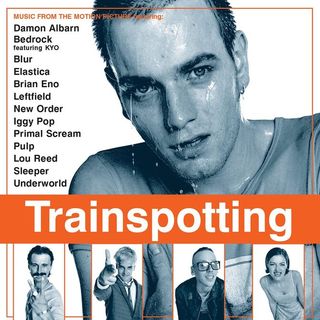 MUSIC FROM THE MOTION PICTURE featuring:
Damon Albarn
Bedrock
featuring KYO
Blur
Elastica
Brian Eno
Leftfield
New Order
Iggy Pop
Primal Scream
Pulp
Lou Reed
Sleeper
Underworld
Trainspotting